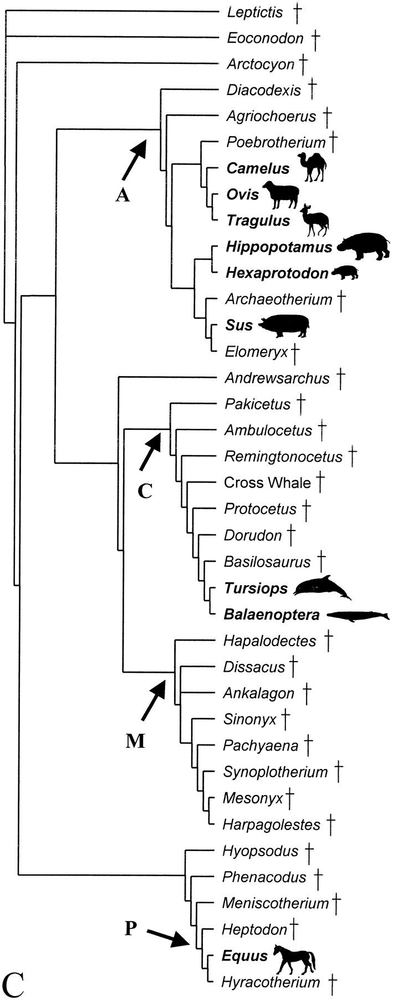 Leptictis †
Eoconodon †
Arctocyon †
Diacodexis †
Agriochoerus †
Poebrotherium †
A
Camelus
Ovis
Tragulus
Hippopotamus
Hexaprotodon
Archaeotherium †
Sus
Elomeryx †
Andrewsarchus †
Pakicetus †
Ambulocetus †
Remingtonocetus †
C
Cross Whale †
Protocetus †
Dorudon †
Basilosaurus †
Tursiops
Balaenoptera
Hapalodectes †
Dissacus †
Ankalagon †
Sinonyx †
M
Pachyaena †
Synoplotherium †
Mesonyx †
Harpagolestes †
Hyopsodus †
Phenacodus †
Meniscotherium †
P
Heptodon †
Equus
Hyracotherium †
C